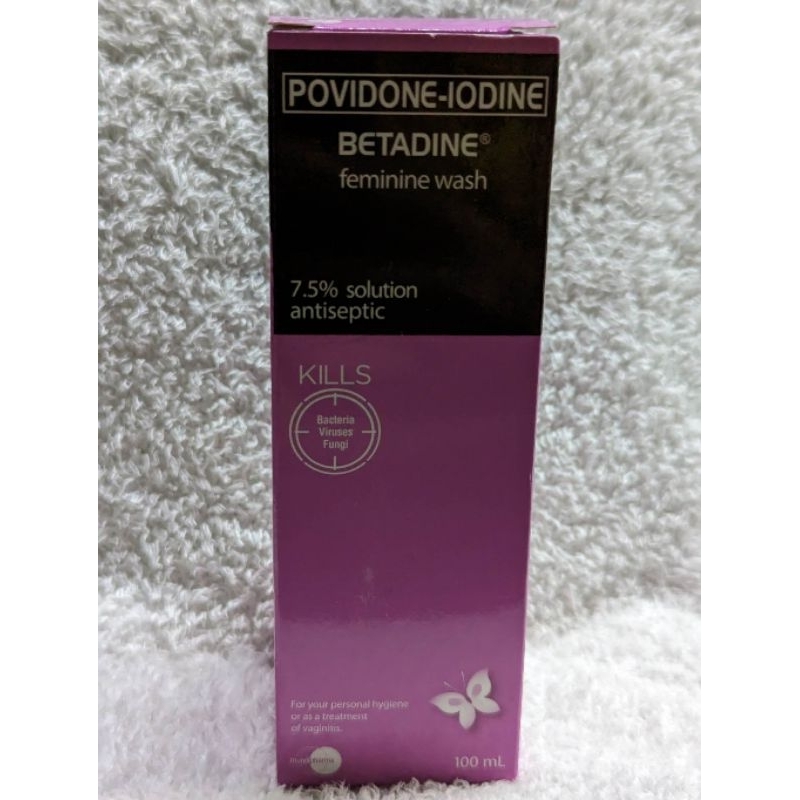 POVIDONE-IODINE
BETADINE®
feminine wash
7.5% solution
antiseptic
KILLS
Bacteria
Viruses
Fungi
For your personal hygiene
or as a treatment
of vaginitis.
mundipharma
100 mL